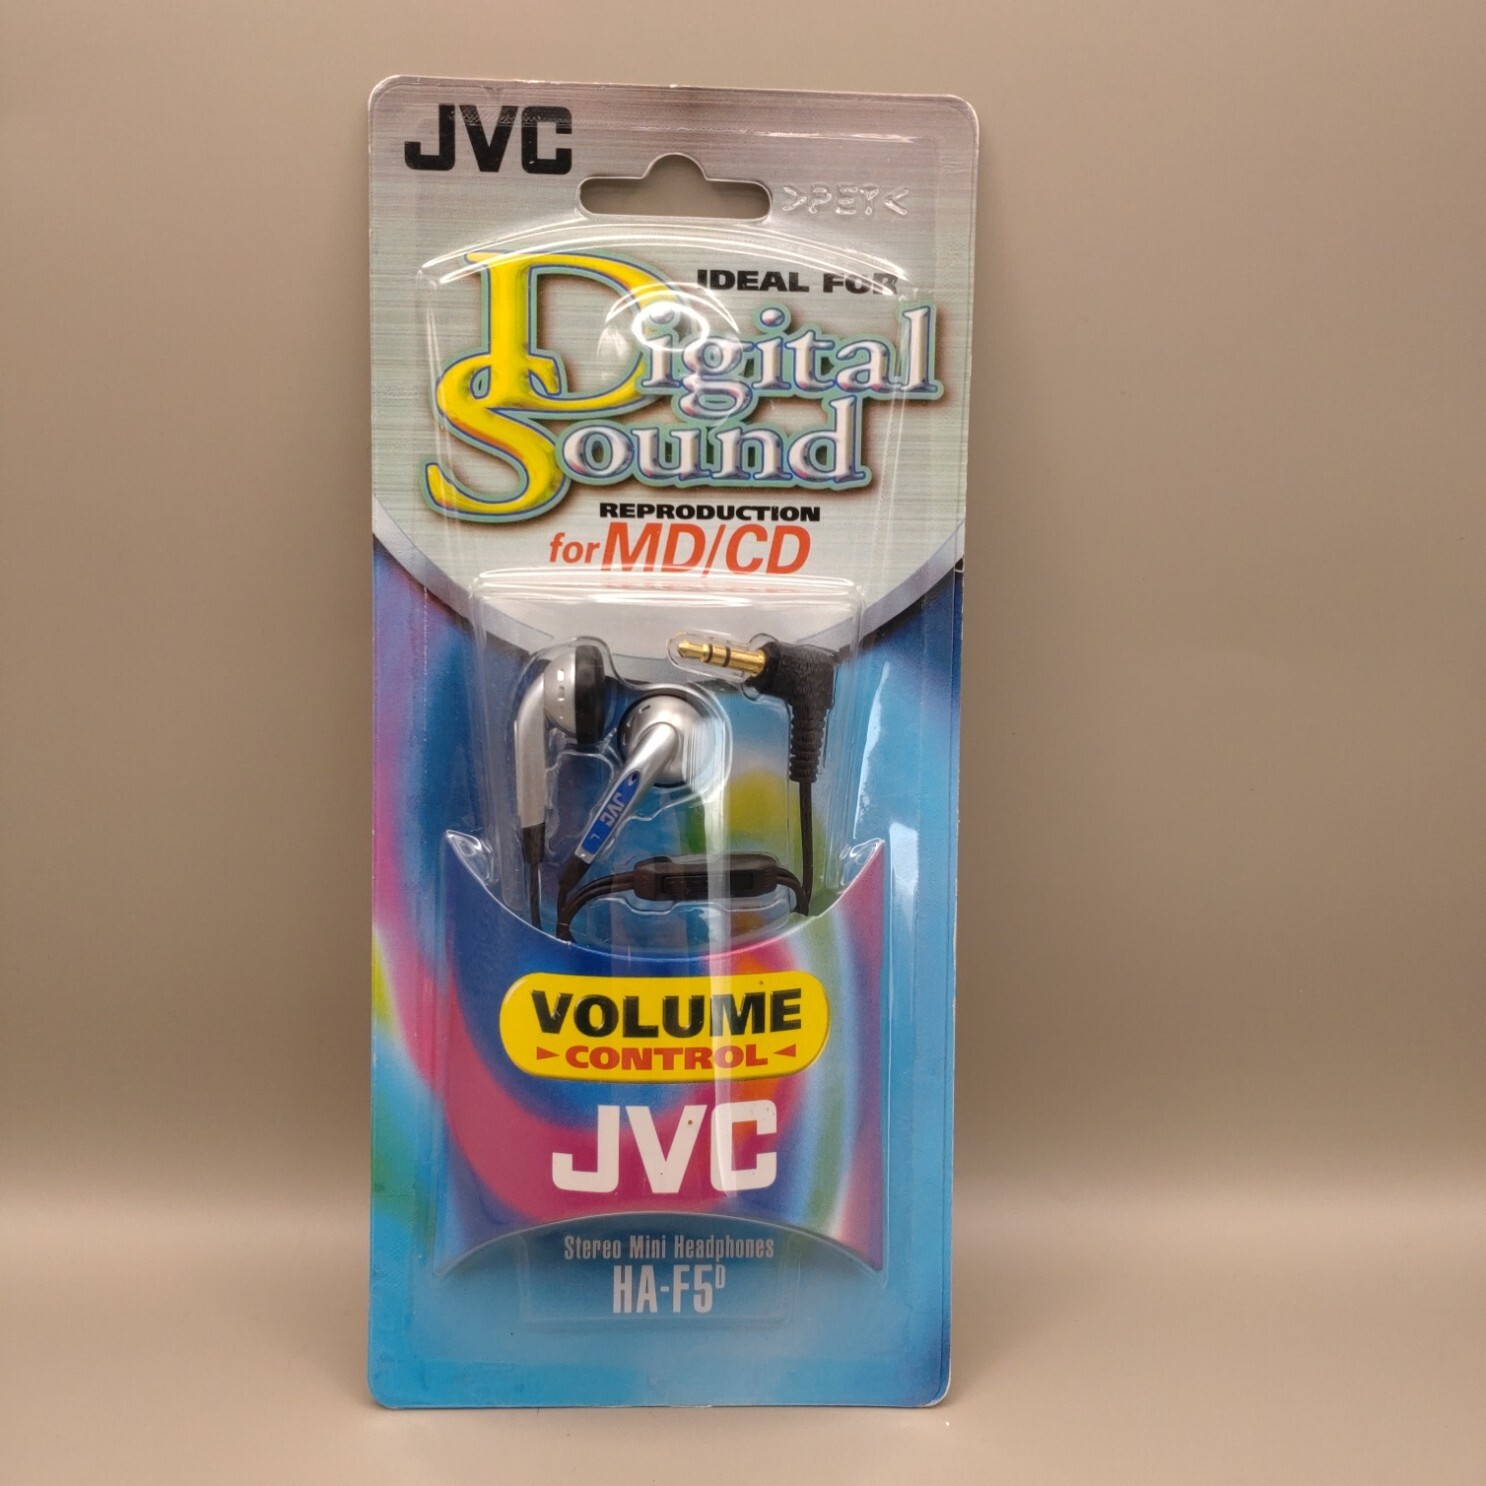 JVC
>PET<
IDEAL FOR
Digital
Sound
REPRODUCTION
for MD/CD
JVC L
VOLUME
CONTROL
JVC
Stereo Mini Headphones
HA-F5D